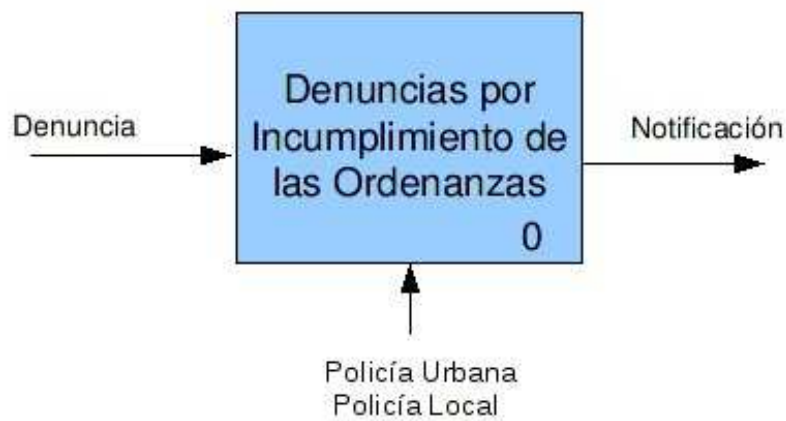 Denuncia
Denuncias por
Incumplimiento de
las Ordenanzas
0
Notificación
Policía Urbana
Policía Local